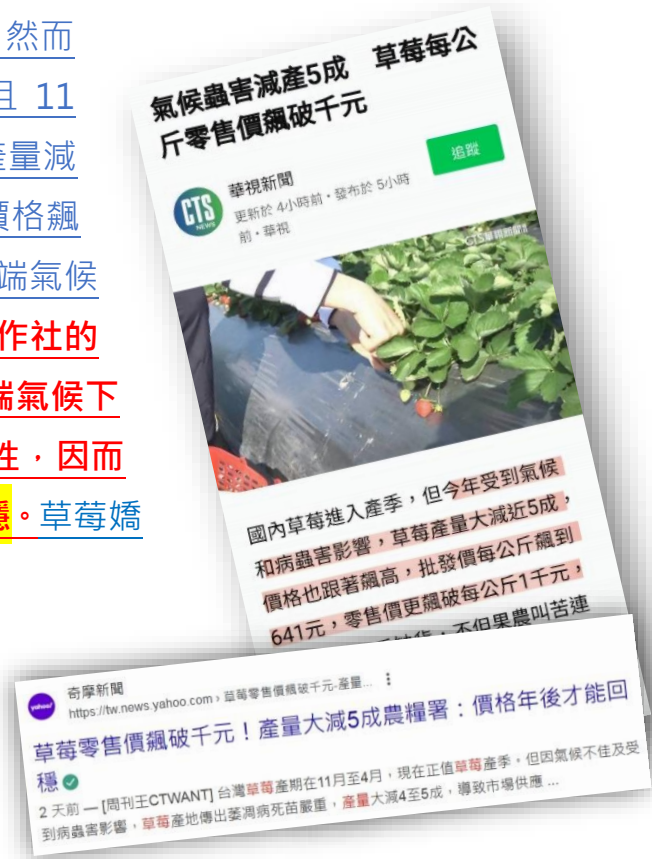 然而
且 11
產量減
價格飆
端氣候
作社的
端氣候下
性，因而
穩。草莓嬌
氣候蟲害減產5成 草莓每公
斤零售價飆破千元
CTS
NEWS
華視新聞
更新於 4小時前・發布於 5小時
前・華視
追蹤
國內草莓進入產季，但今年受到氣候
和病蟲害影響，草莓產量大減近5成，
價格也跟著飆高，批發價每公斤飆到
641元，零售價更飆破每公斤1千元，
不但果農叫苦連
yahoo!
奇摩新聞
https://tw.news.yahoo.com › 草莓零售價飆破千元-產量...
草莓零售價飆破千元！產量大減5成農糧署：價格年後才能回
穩
2 天前 — [周刊王CTWANT] 台灣草莓產期在11月至4月，現在正值草莓產季，但因氣候不佳及受
到病蟲害影響，草莓產地傳出萎凋病死苗嚴重，產量大減4至5成，導致市場供應 ...